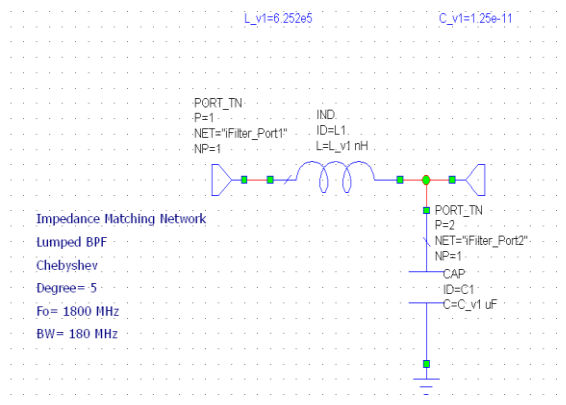 L_v1=6.252e5
C_v1=1.25e-11
PORT_TN
P=1
NET="iFilter_Port1"
NP=1
IND
ID=L1
L=L_v1 nH
PORT_TN
P=2
NET="iFilter_Port2"
NP=1
CAP
ID=C1
C=C_v1 uF
Impedance Matching Network
Lumped BPF
Chebyshev
Degree= 5
Fo= 1800 MHz
BW= 180 MHz